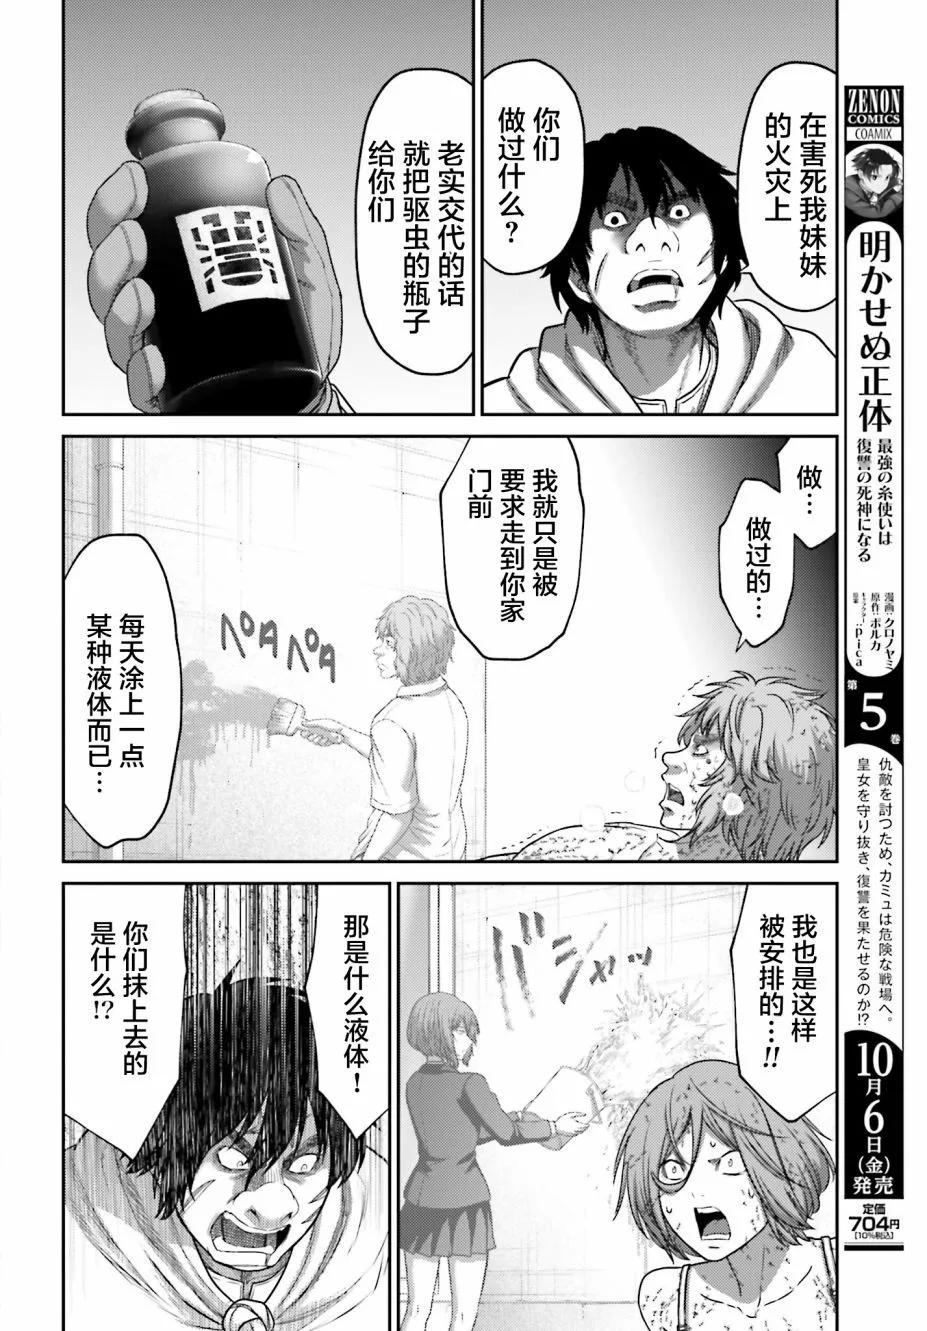 在害死我妹妹
的火灾上
你们
做过什么？
老实交代的话
就把驱虫的瓶子
给你们
做…
做过的…
我就只是被
要求走到你家
门前
ペタペタ
每天涂上一点
某种液体而已…
我也是这样
被安排的…!!
バシャ
那是什么液体！
你们抹上去的
是什么!?
ZENON
COMICS
COAMIX
明かせぬ正体
最強の糸使いは
復讐の死神になる
漫画：クロノヤミ
原作：ポルカ
キャラクター原案：pica
第
5
巻
仇敵を討つため、カミュは危険な戦場へ。
皇女を守り抜き、復讐を果たせるのか!?
10
月
6
日
(金)
発売
定価
704円
[10%税込]